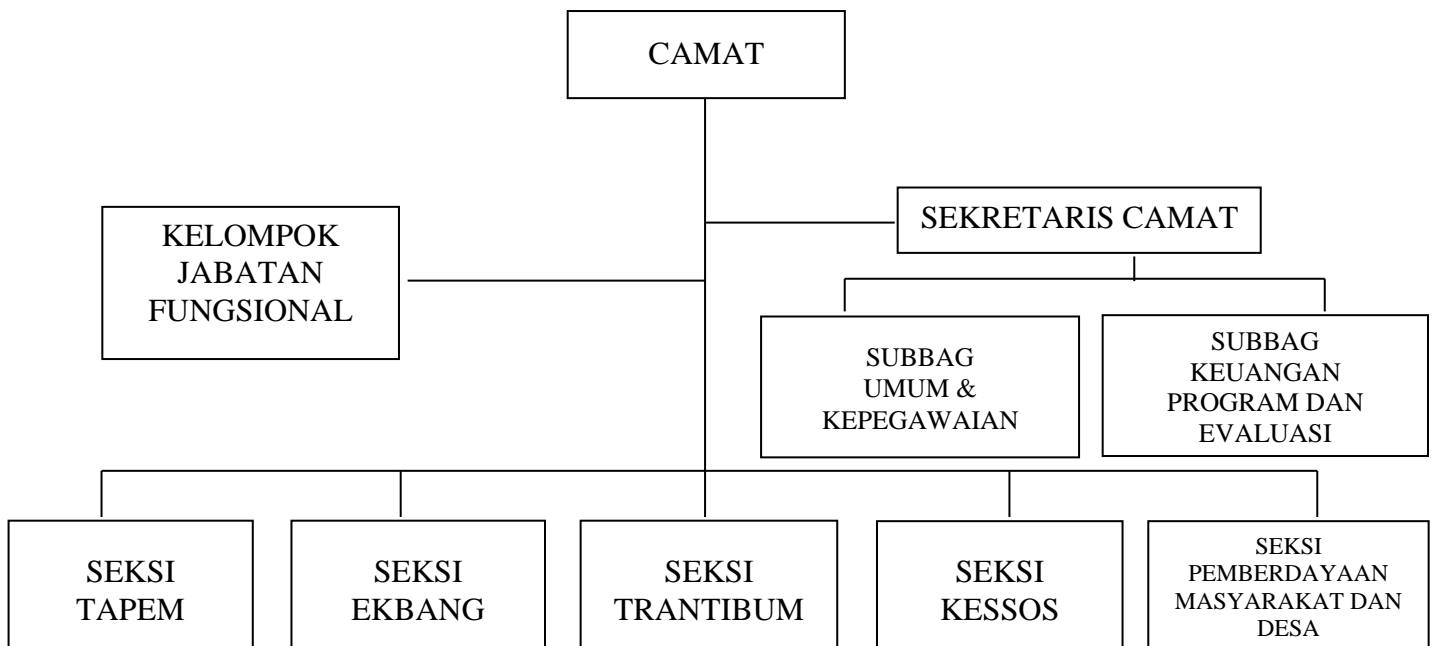 CAMAT
SEKRETARIS CAMAT
KELOMPOK
JABATAN
FUNGSIONAL
SUBBAG
UMUM &
KEPEGAWAIAN
SUBBAG
KEUANGAN
PROGRAM DAN
EVALUASI
SEKSI
TAPEM
SEKSI
EKBANG
SEKSI
TRANTIBUM
SEKSI
KESSOS
SEKSI
PEMBERDAYAAN
MASYARAKAT DAN
DESA